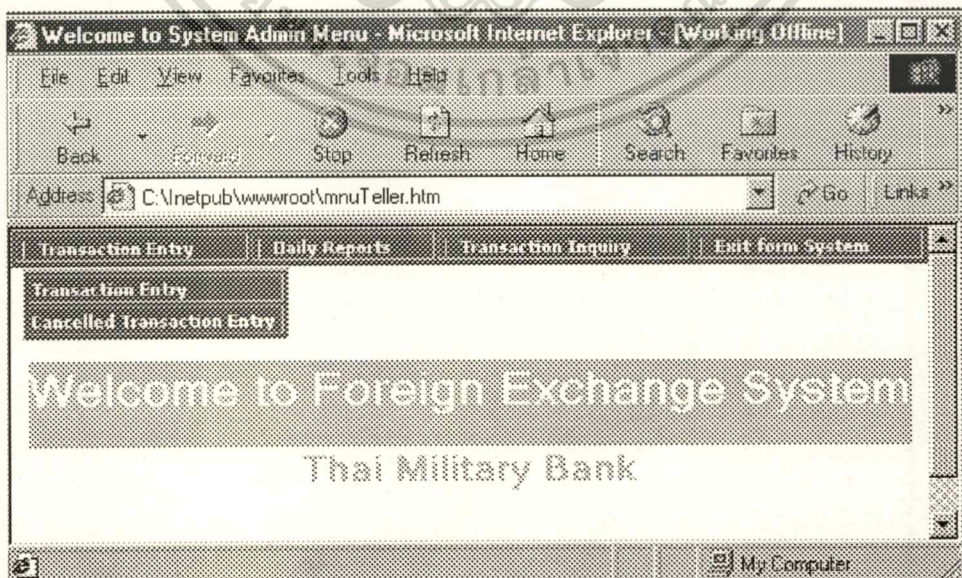 Welcome to System Admin Menu - Microsoft Internet Explorer - [Working Offline]
File Edit View Favorites Tools Help
Back Forward Stop Refresh Home Search Favorites History »
Address C:\Inetpub\wwwroot\mnuTeller.htm Go Links »
| Transaction Entry | Daily Reports | Transaction Inquiry | Exit form System
Transaction Entry
Cancelled Transaction Entry
Welcome to Foreign Exchange System
Thai Military Bank
My Computer